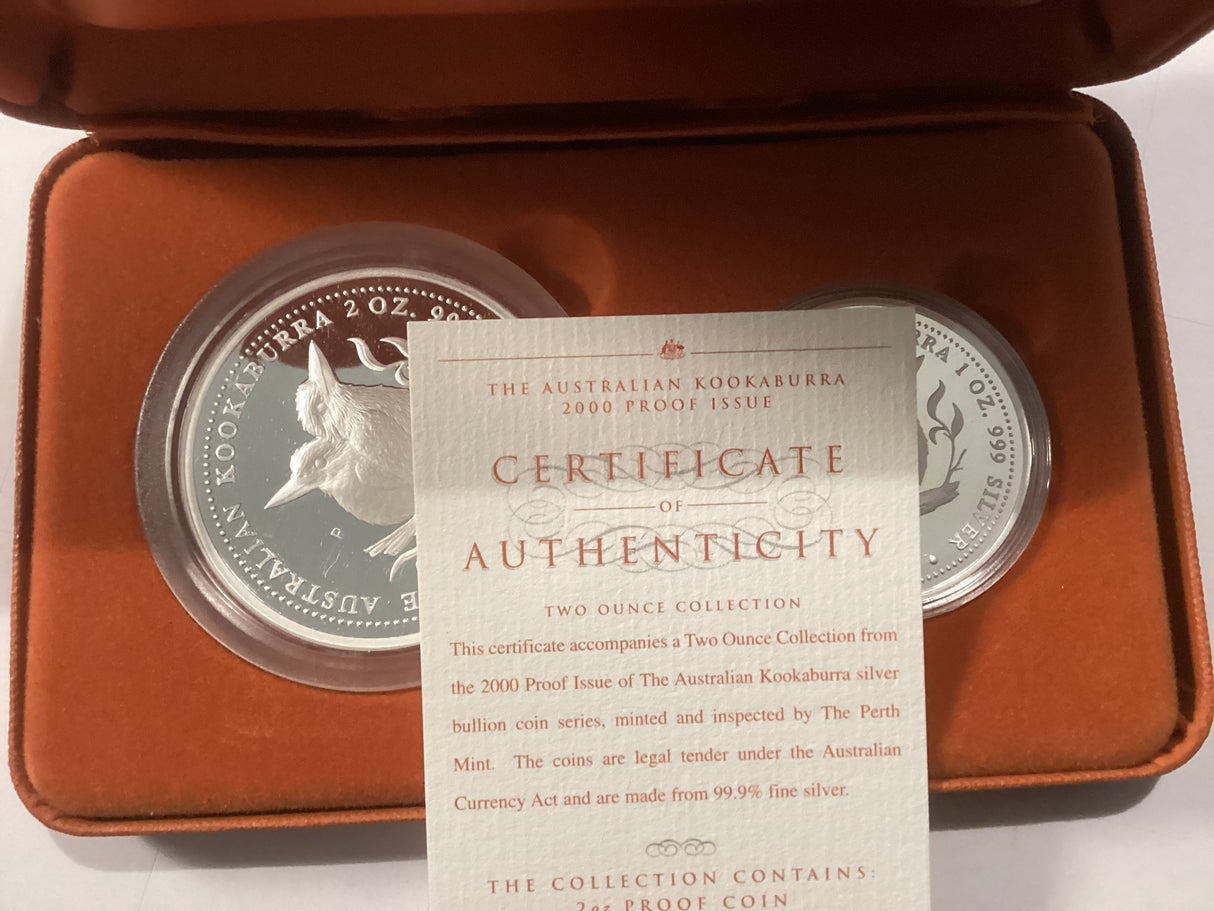 AUSTRALIAN KOOKABURRA 2 OZ.
1 OZ. 999 SILVER
P
THE AUSTRALIAN KOOKABURRA
2000 PROOF ISSUE
CERTIFICATE
OF
AUTHENTICITY
TWO OUNCE COLLECTION
This certificate accompanies a Two Ounce Collection from
the 2000 Proof Issue of The Australian Kookaburra silver
bullion coin series, minted and inspected by The Perth
Mint. The coins are legal tender under the Australian
Currency Act and are made from 99.9% fine silver.
THE COLLECTION CONTAINS:
2oz PROOF COIN